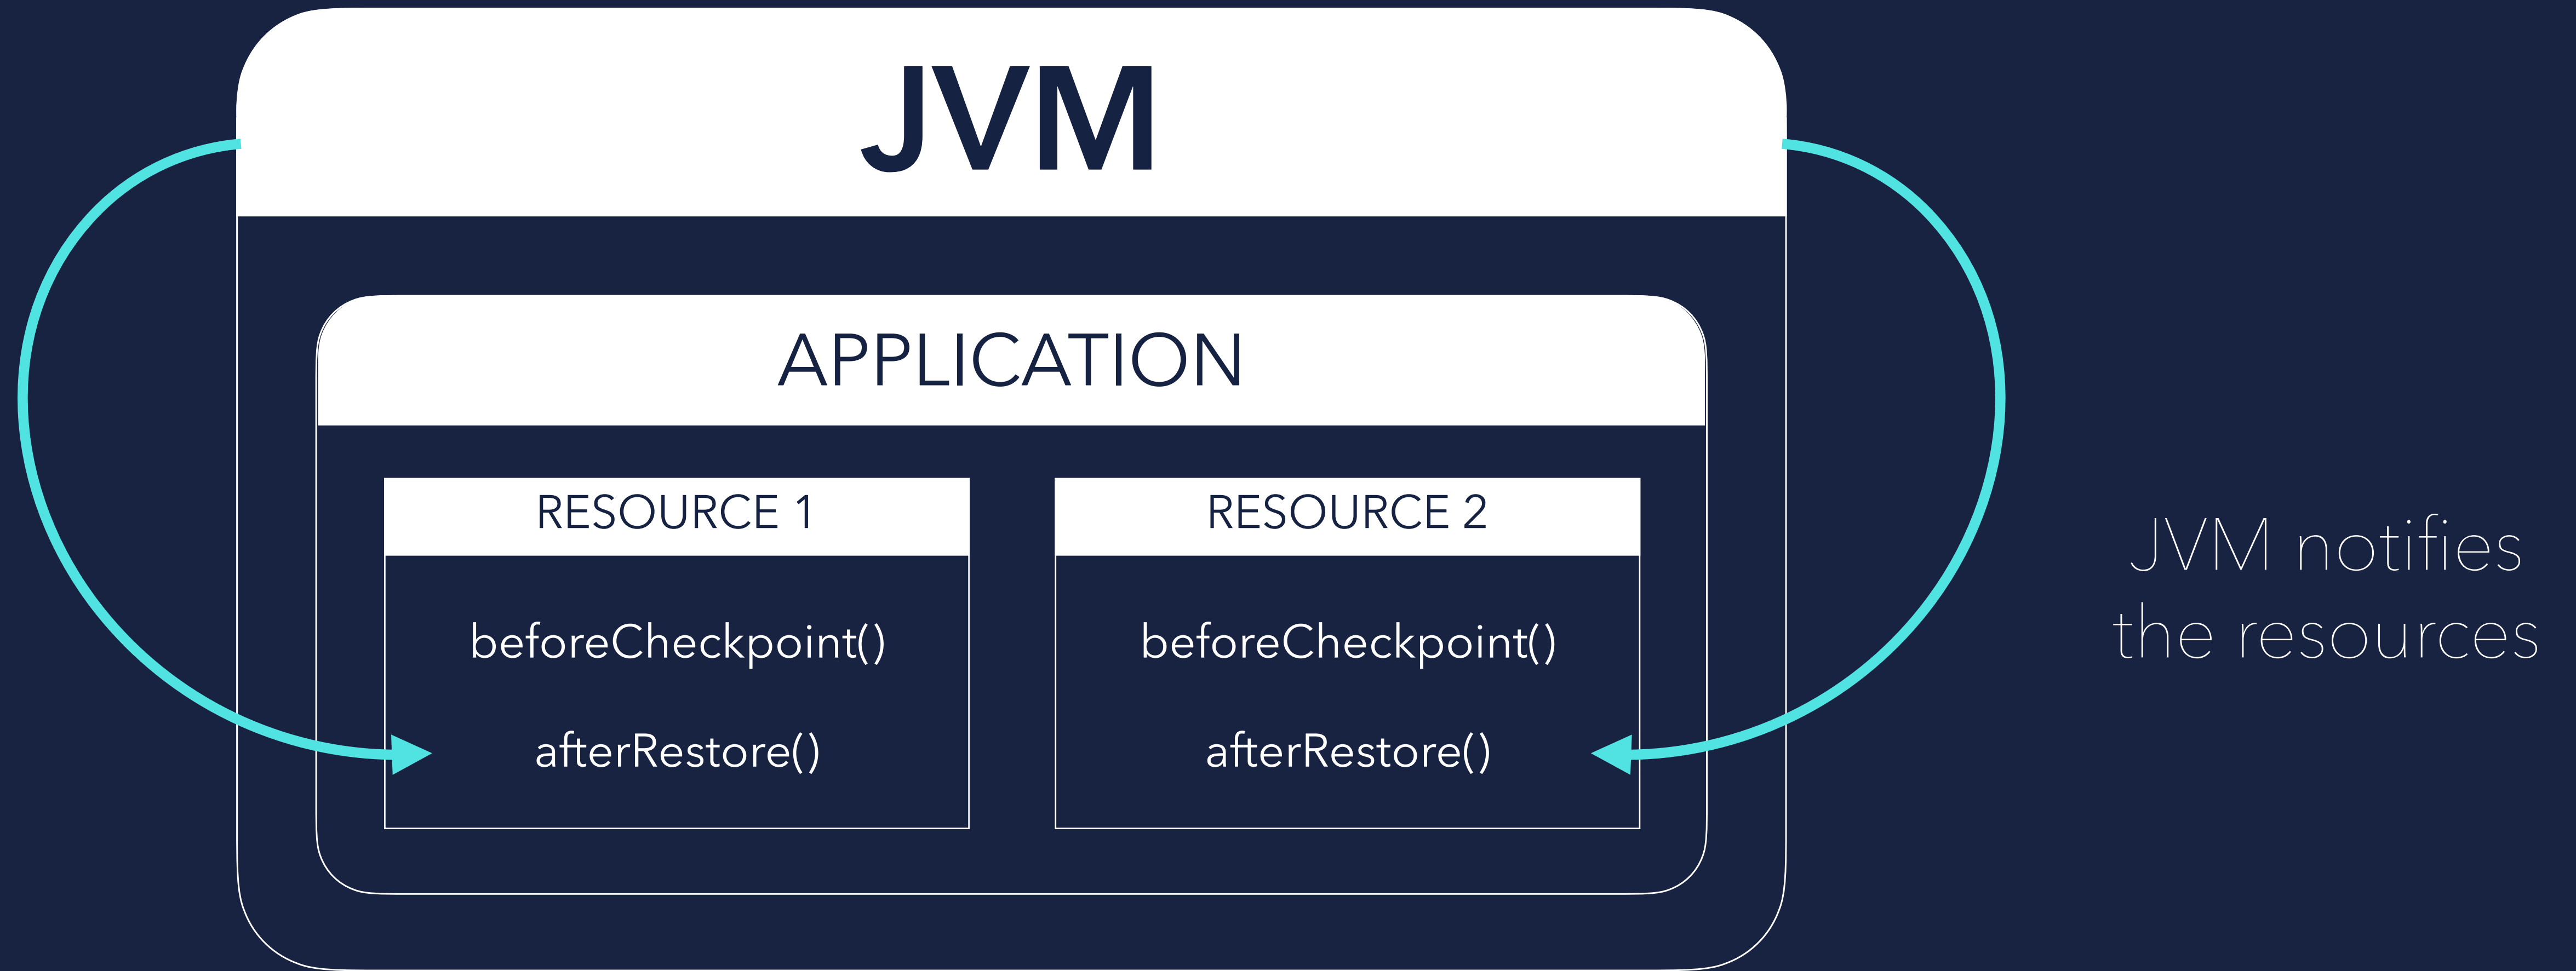 JVM
APPLICATION
RESOURCE 1
beforeCheckpoint()
afterRestore()
RESOURCE 2
beforeCheckpoint()
afterRestore()
JVM notifies
the resources